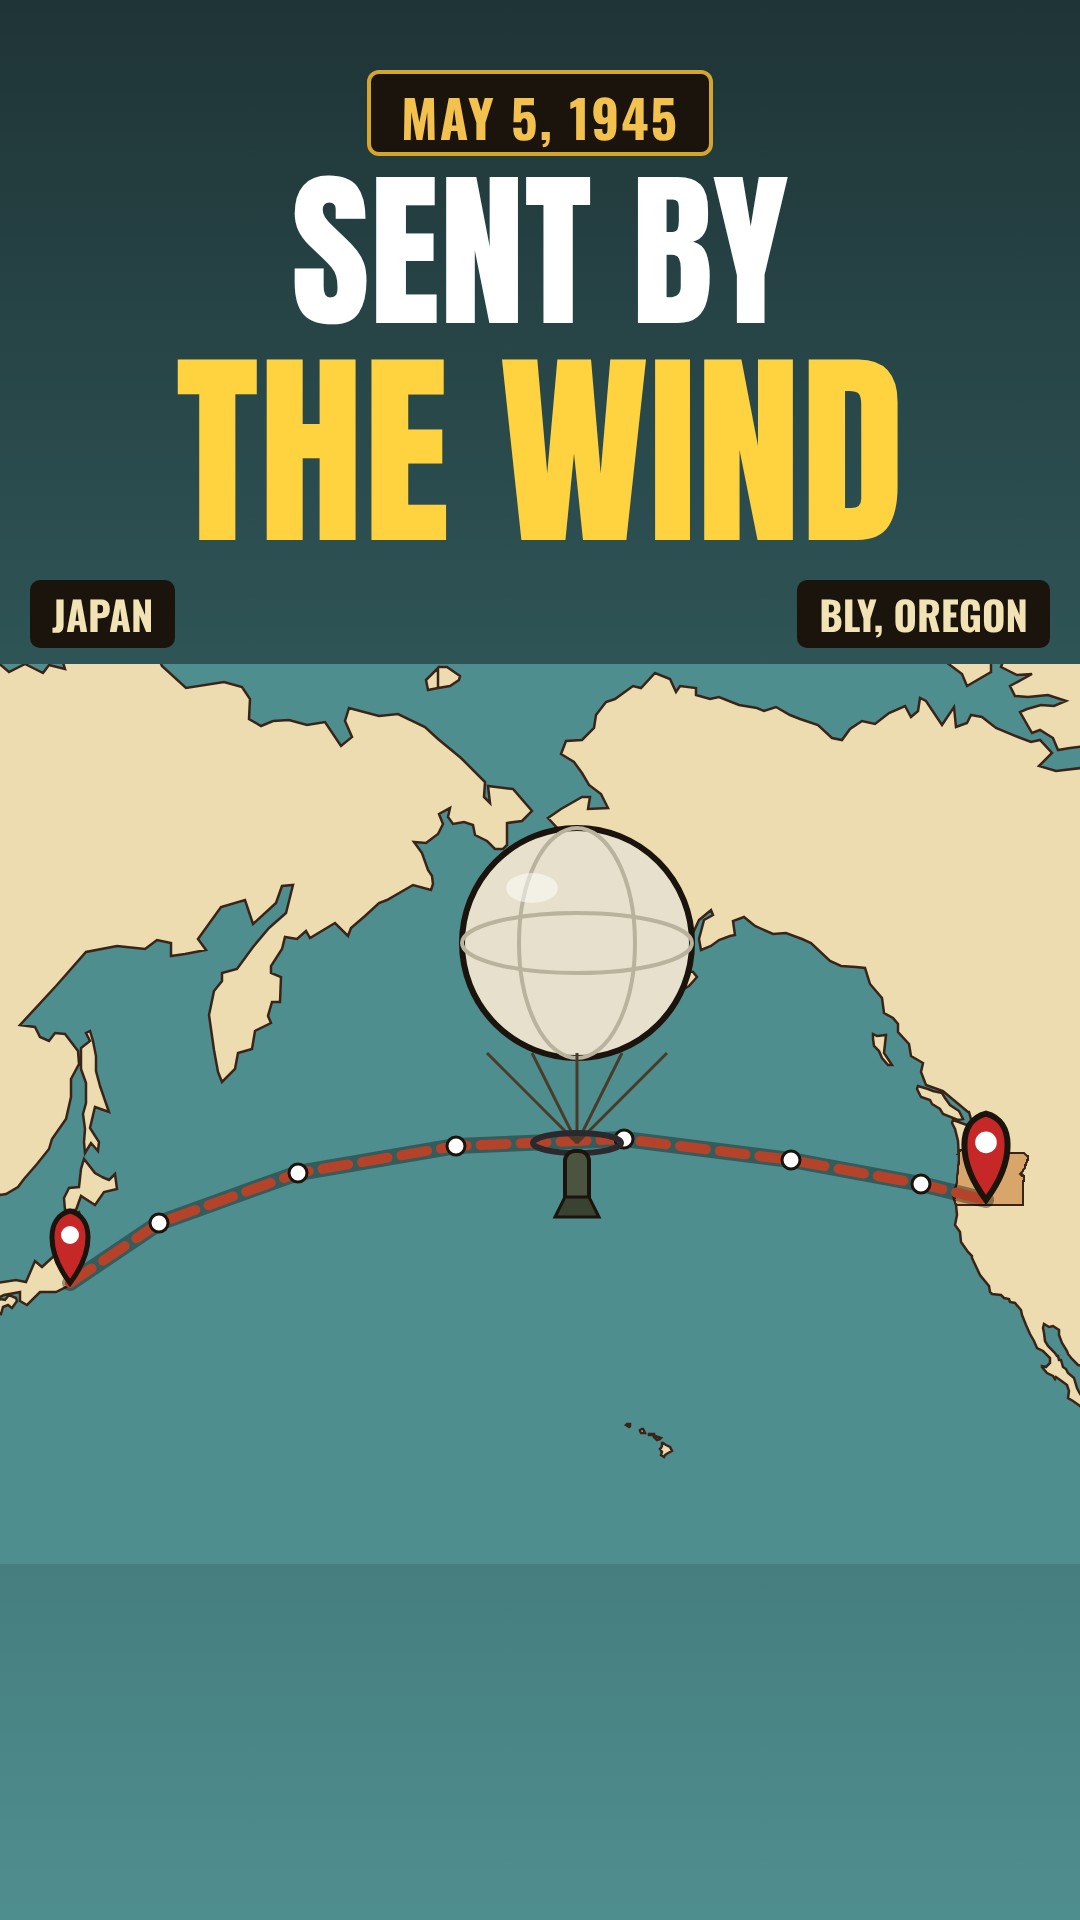 MAY 5, 1945
SENT BY
THE WIND
JAPAN
BLY, OREGON